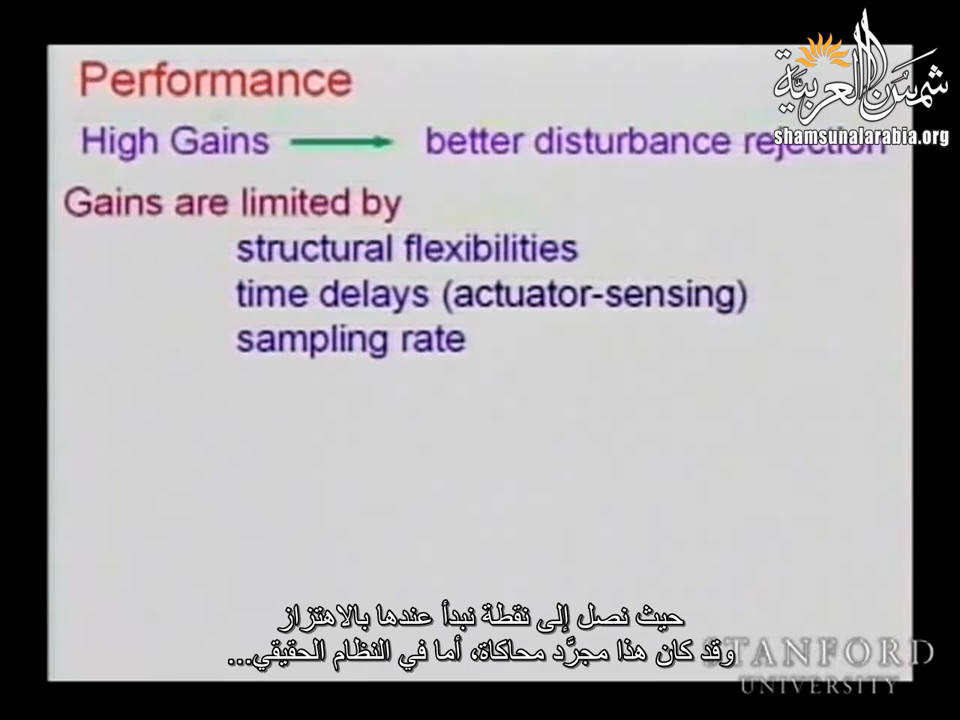 Performance
شمس العربية
shamsunalarabia.org
High Gains → better disturbance rejection
Gains are limited by
structural flexibilities
time delays (actuator-sensing)
sampling rate
حيث نصل إلى نقطة نبدأ عندها بالاهتزاز
وقد كان هذا مجرَّد محاكاة، أما في النظام الحقيقي...
STANFORD
UNIVERSITY